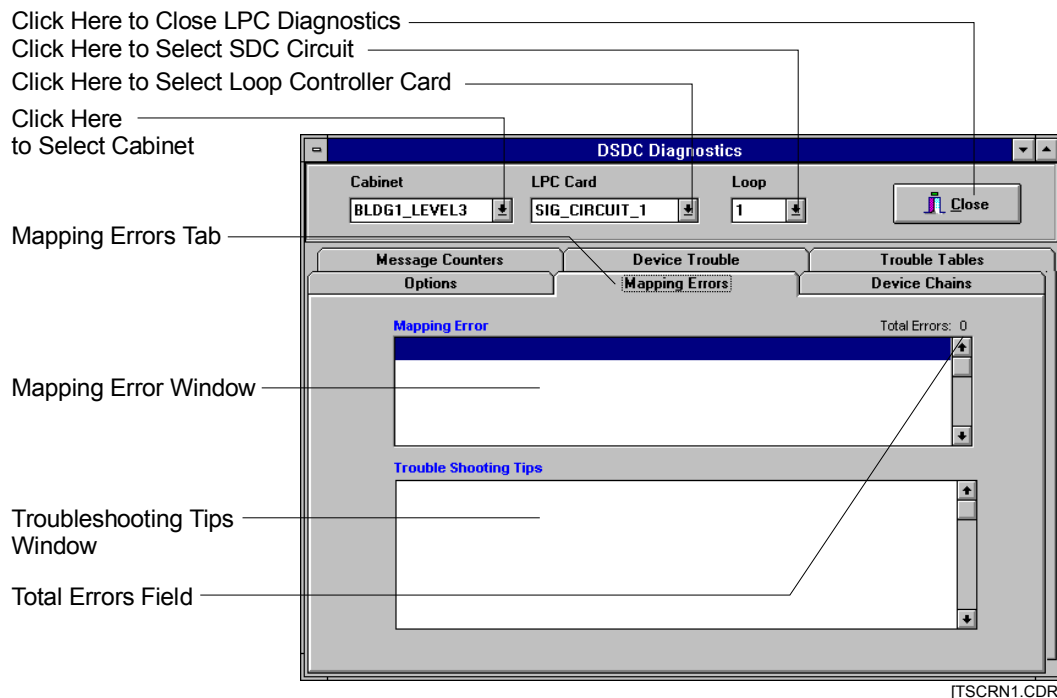 Click Here to Close LPC Diagnostics
Click Here to Select SDC Circuit
Click Here to Select Loop Controller Card
Click Here
to Select Cabinet
DSDC Diagnostics
Cabinet
LPC Card
Loop
BLDG1_LEVEL3
SIG_CIRCUIT_1
1
Close
Mapping Errors Tab
Message Counters
Device Trouble
Trouble Tables
Options
Mapping Errors
Device Chains
Mapping Error
Total Errors: 0
Mapping Error Window
Trouble Shooting Tips
Troubleshooting Tips
Window
Total Errors Field
[TSCRN1.CDR